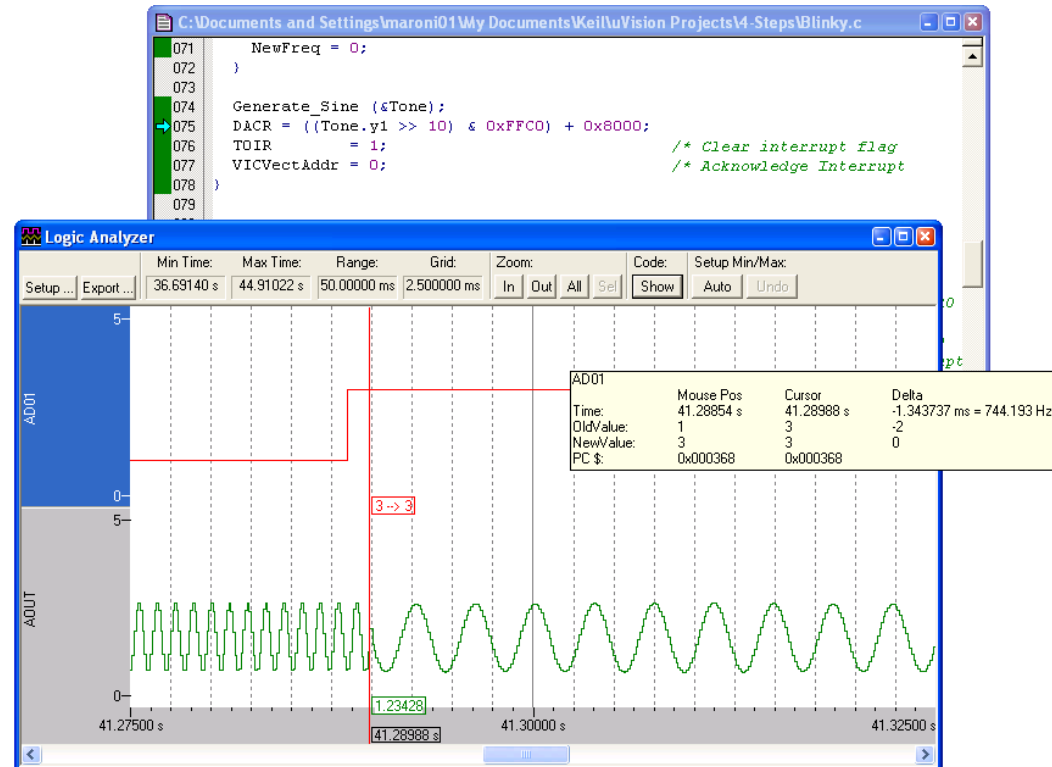 C:\Documents and Settings\maroni01\My Documents\Keil\uVision Projects\4-Steps\Blinky.c
071 NewFreq = 0;
072 }
073
074 Generate_Sine (&Tone);
075 DACR = ((Tone.y1 >> 10) & 0xFFC0) + 0x8000;
076 T0IR = 1; /* Clear interrupt flag
077 VICVectAddr = 0; /* Acknowledge Interrupt
078 }
079
Logic Analyzer
Min Time: Max Time: Range: Grid: Zoom: Code: Setup Min/Max:
Setup ... Export ... 36.69140 s 44.91022 s 50.00000 ms 2.500000 ms In Out All Sel Show Auto Undo
5
AD01
0
AD01
Mouse Pos Cursor Delta
Time: 41.28854 s 41.28988 s -1.343737 ms = 744.193 Hz
OldValue: 1 3 -2
NewValue: 3 3 0
PC $: 0x000368 0x000368
3 --> 3
5
AOUT
0
1.23428
41.27500 s 41.30000 s 41.32500 s
41.28988 s